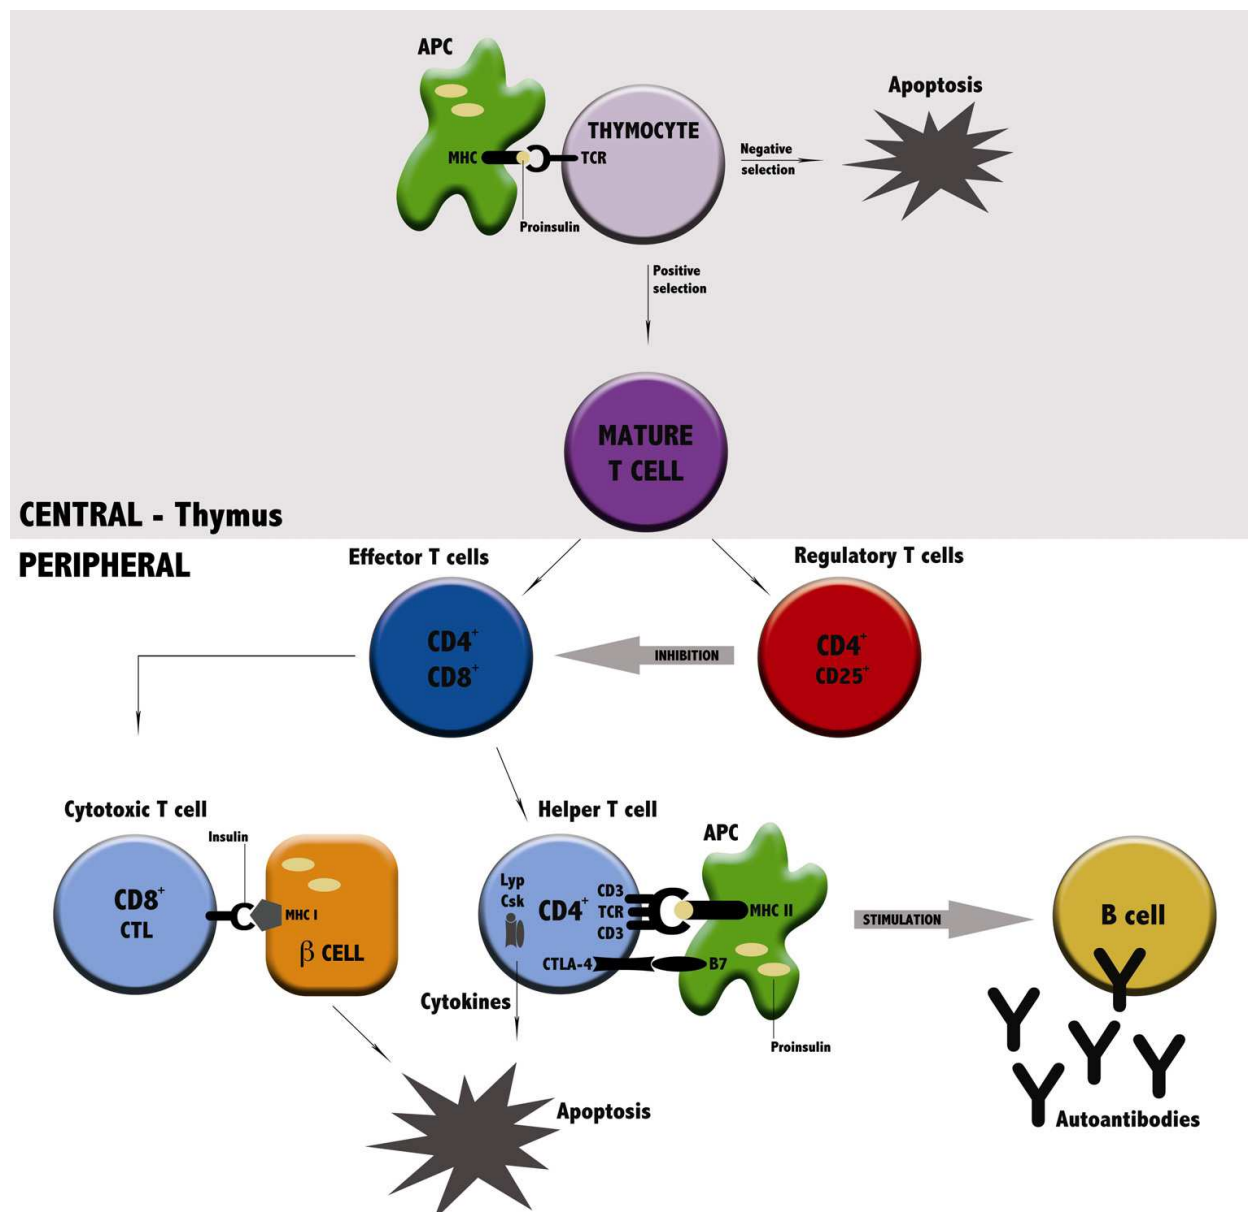 APC
Apoptosis
THYMOCYTE
MHC
TCR
Negative
selection
Proinsulin
Positive
selection
MATURE
T CELL
CENTRAL - Thymus
PERIPHERAL
Effector T cells
Regulatory T cells
CD4⁺
CD8⁺
INHIBITION
CD4⁺
CD25⁺
Cytotoxic T cell
Helper T cell
Insulin
APC
CD8⁺
CTL
MHC I
β CELL
Lyp
Csk
CD4⁺
CD3
TCR
CD3
MHC II
CTLA-4
B7
STIMULATION
B cell
Cytokines
Proinsulin
Apoptosis
Autoantibodies